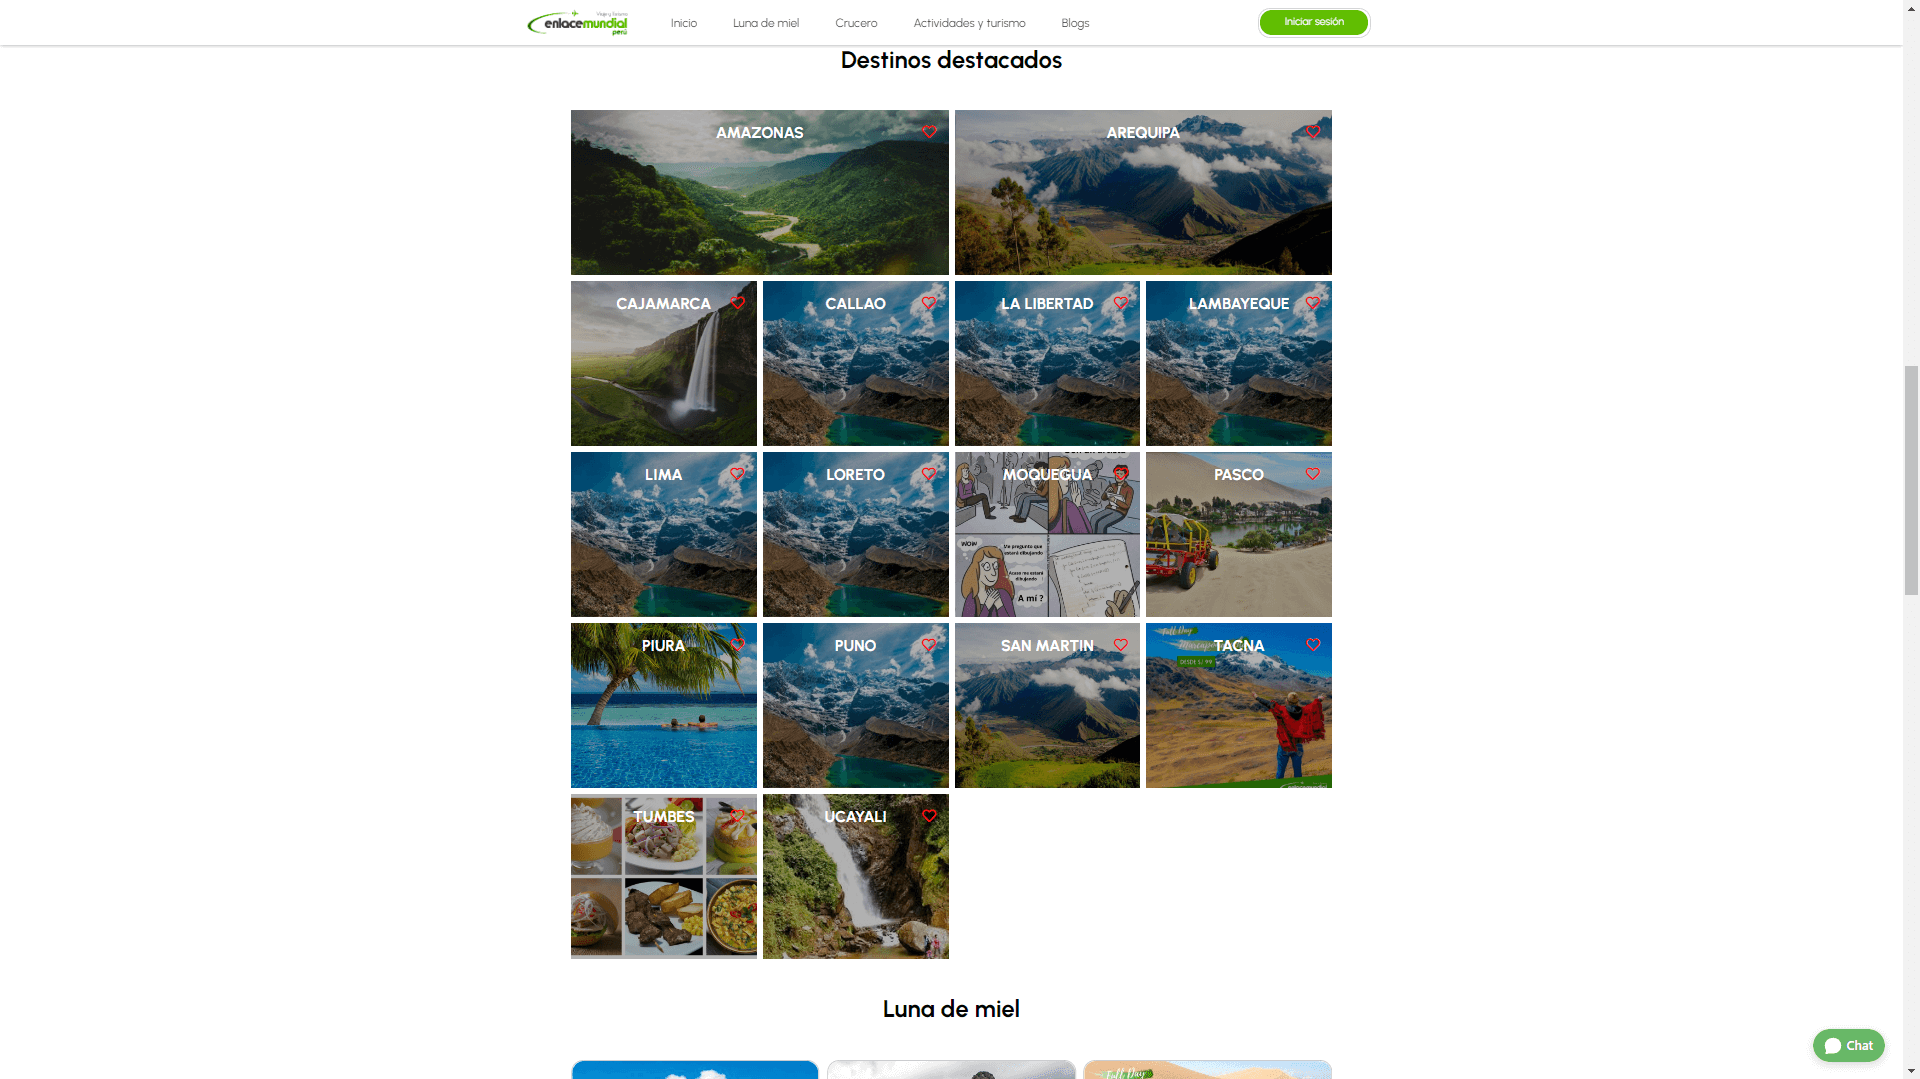 Viaje y Turismo
enlacemundial
perú
Inicio
Luna de miel
Crucero
Actividades y turismo
Blogs
Iniciar sesión
Destinos destacados
AMAZONAS
AREQUIPA
CAJAMARCA
CALLAO
LA LIBERTAD
LAMBAYEQUE
LIMA
LORETO
MOQUEGUA
WOW
Me pregunto que
estará dibujando
Acaso me estará
dibujando
A mí ?
PASCO
PIURA
PUNO
SAN MARTIN
TACNA
Full Day
DESDE S/ 99
enlacemundial
TUMBES
UCAYALI
Luna de miel
Full Day
Chat